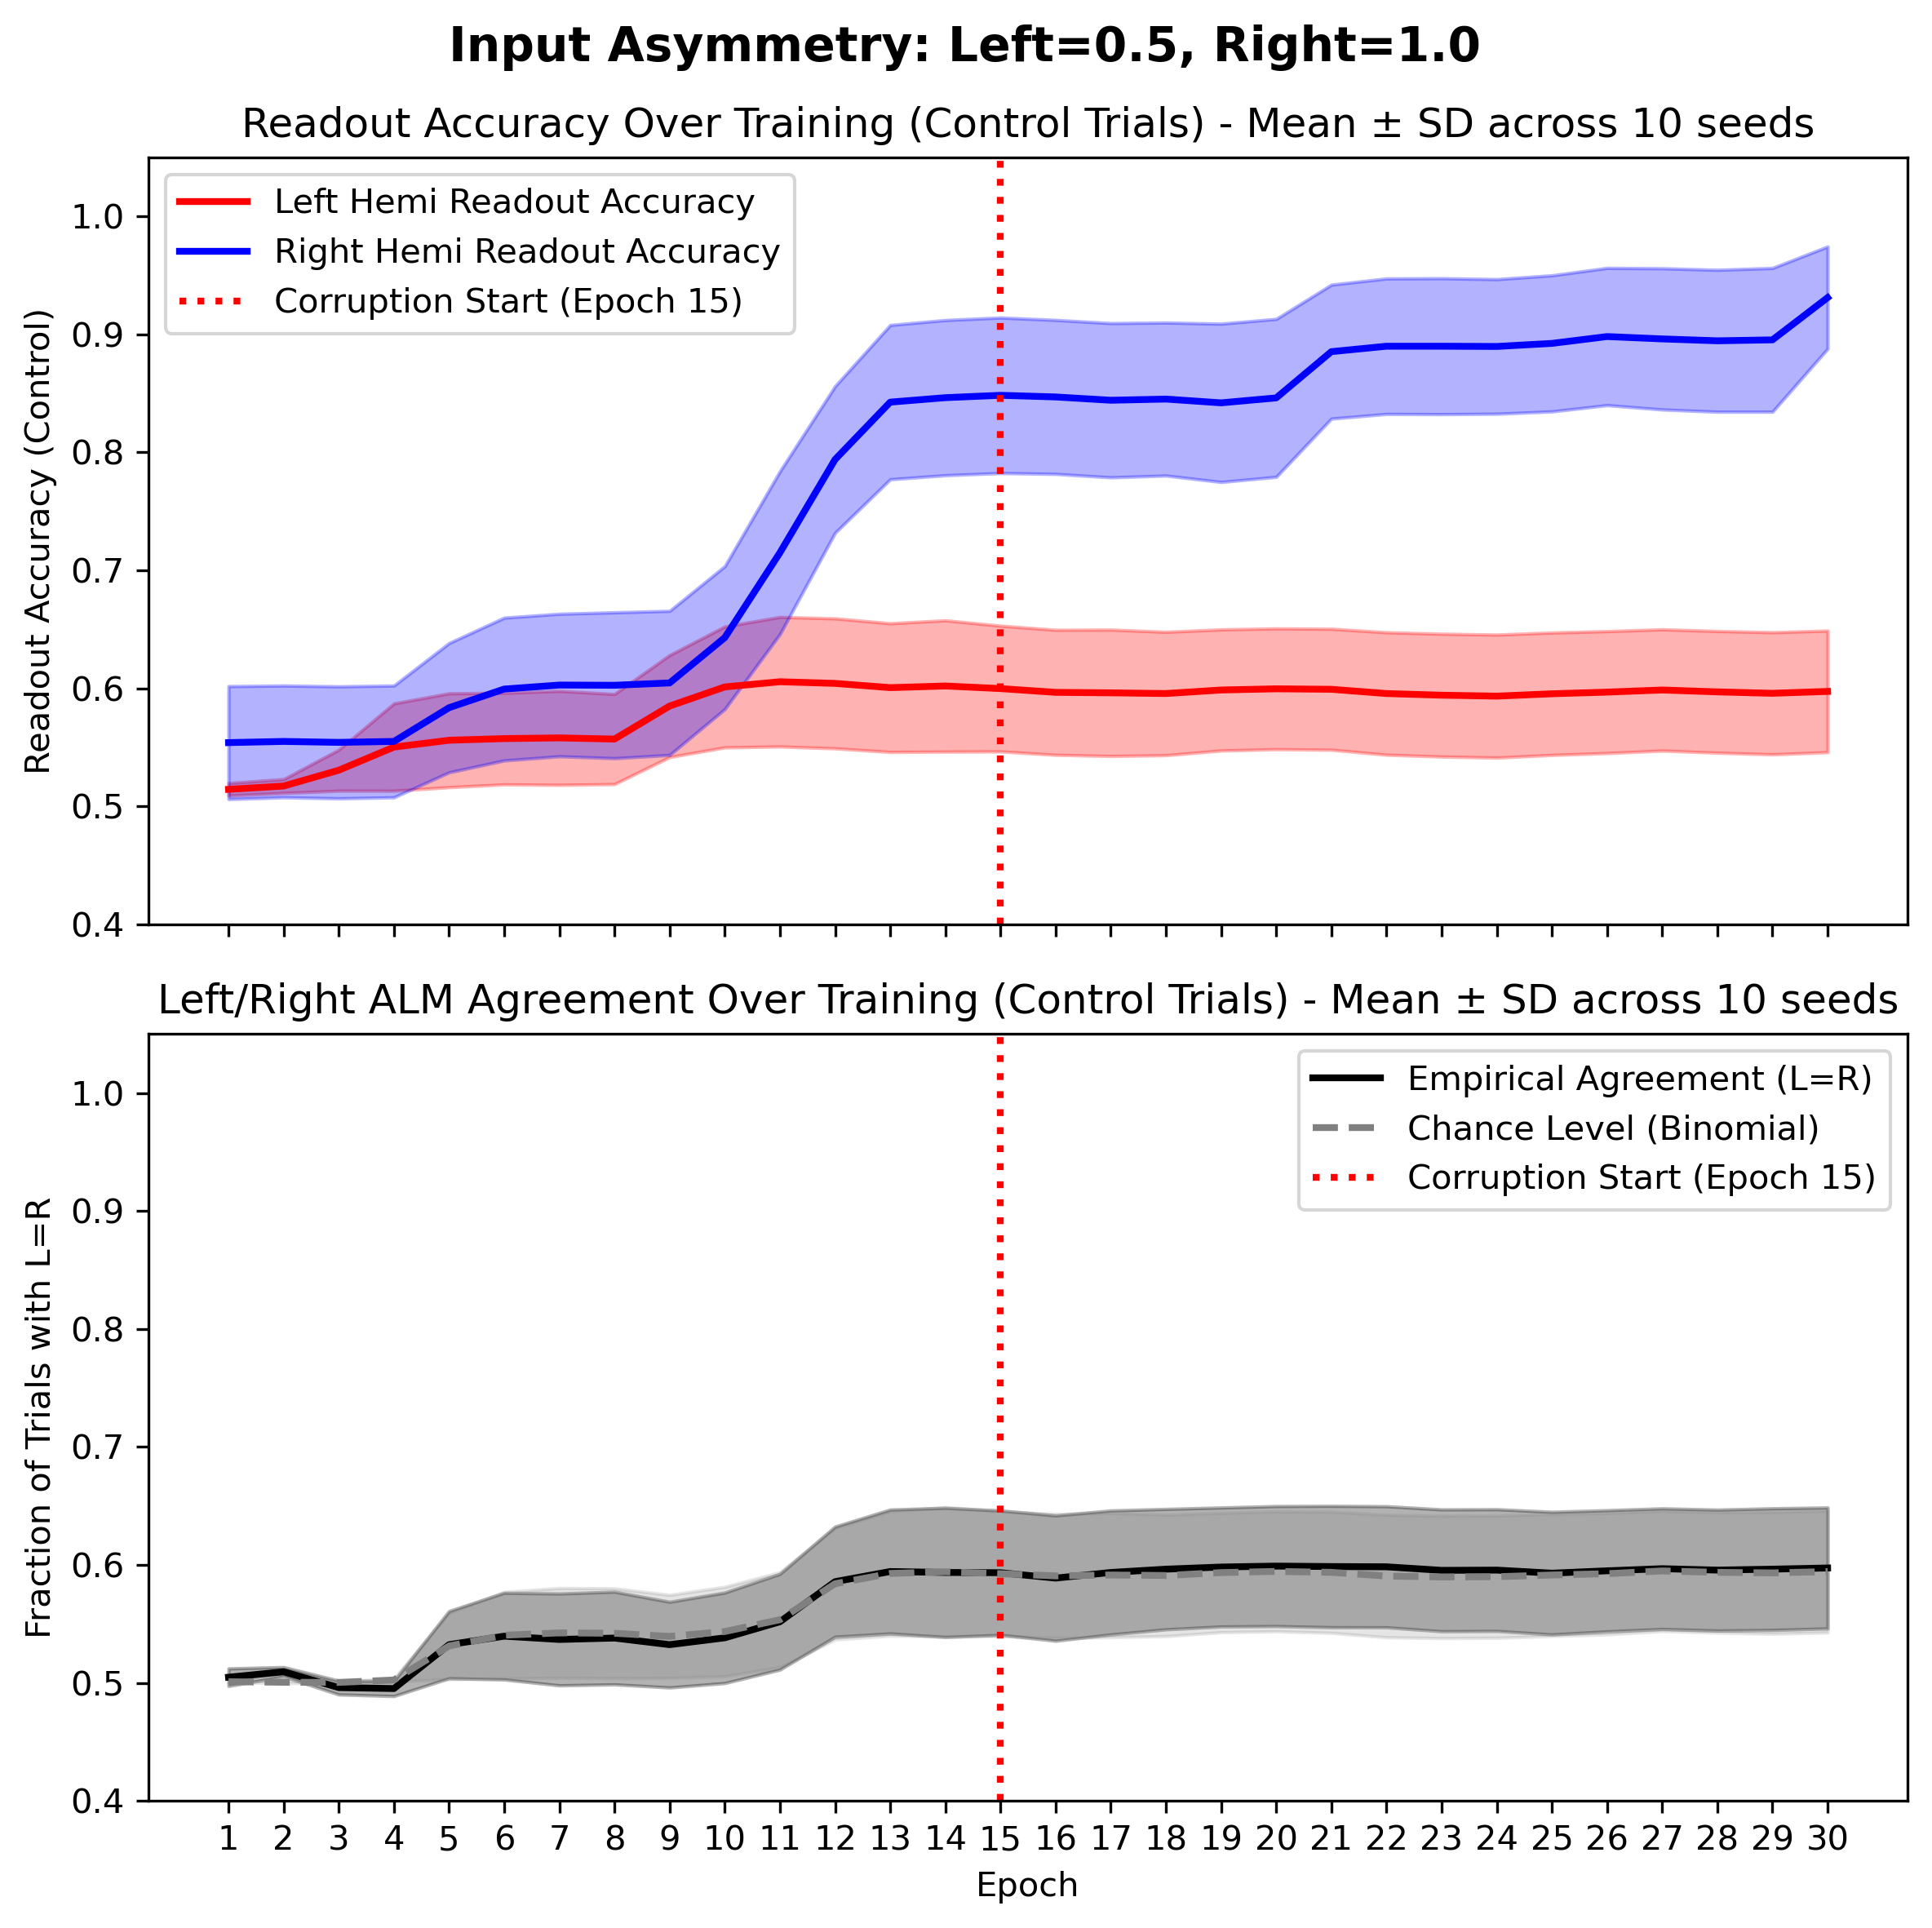 Input Asymmetry: Left=0.5, Right=1.0
Readout Accuracy Over Training (Control Trials) - Mean ± SD across 10 seeds
Left Hemi Readout Accuracy
Right Hemi Readout Accuracy
Corruption Start (Epoch 15)
Readout Accuracy (Control)
1.0
0.9
0.8
0.7
0.6
0.5
0.4
Left/Right ALM Agreement Over Training (Control Trials) - Mean ± SD across 10 seeds
Empirical Agreement (L=R)
Chance Level (Binomial)
Corruption Start (Epoch 15)
Fraction of Trials with L=R
1.0
0.9
0.8
0.7
0.6
0.5
0.4
1 2 3 4 5 6 7 8 9 10 11 12 13 14 15 16 17 18 19 20 21 22 23 24 25 26 27 28 29 30
Epoch